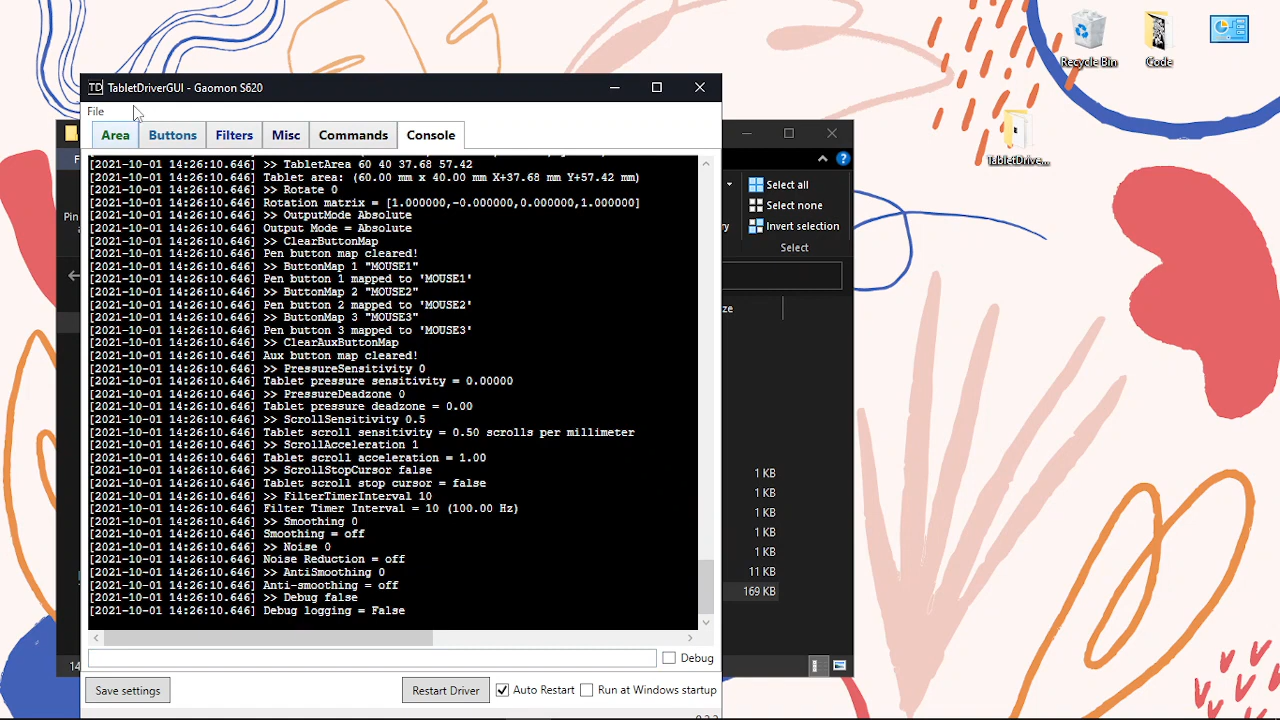 Recycle Bin
Code
TabletDrive...
TD TabletDriverGUI - Gaomon S620
File
Area Buttons Filters Misc Commands Console
[2021-10-01 14:26:10.646] >> TabletArea 60 40 37.68 57.42
[2021-10-01 14:26:10.646] Tablet area: (60.00 mm x 40.00 mm X+37.68 mm Y+57.42 mm)
[2021-10-01 14:26:10.646] >> Rotate 0
[2021-10-01 14:26:10.646] Rotation matrix = [1.000000,-0.000000,0.000000,1.000000]
[2021-10-01 14:26:10.646] >> OutputMode Absolute
[2021-10-01 14:26:10.646] Output Mode = Absolute
[2021-10-01 14:26:10.646] >> ClearButtonMap
[2021-10-01 14:26:10.646] Pen button map cleared!
[2021-10-01 14:26:10.646] >> ButtonMap 1 "MOUSE1"
[2021-10-01 14:26:10.646] Pen button 1 mapped to 'MOUSE1'
[2021-10-01 14:26:10.646] >> ButtonMap 2 "MOUSE2"
[2021-10-01 14:26:10.646] Pen button 2 mapped to 'MOUSE2'
[2021-10-01 14:26:10.646] >> ButtonMap 3 "MOUSE3"
[2021-10-01 14:26:10.646] Pen button 3 mapped to 'MOUSE3'
[2021-10-01 14:26:10.646] >> ClearAuxButtonMap
[2021-10-01 14:26:10.646] Aux button map cleared!
[2021-10-01 14:26:10.646] >> PressureSensitivity 0
[2021-10-01 14:26:10.646] Tablet pressure sensitivity = 0.00000
[2021-10-01 14:26:10.646] >> PressureDeadzone 0
[2021-10-01 14:26:10.646] Tablet pressure deadzone = 0.00
[2021-10-01 14:26:10.646] >> ScrollSensitivity 0.5
[2021-10-01 14:26:10.646] Tablet scroll sensitivity = 0.50 scrolls per millimeter
[2021-10-01 14:26:10.646] >> ScrollAcceleration 1
[2021-10-01 14:26:10.646] Tablet scroll acceleration = 1.00
[2021-10-01 14:26:10.646] >> ScrollStopCursor false
[2021-10-01 14:26:10.646] Tablet scroll stop cursor = false
[2021-10-01 14:26:10.646] >> FilterTimerInterval 10
[2021-10-01 14:26:10.646] Filter Timer Interval = 10 (100.00 Hz)
[2021-10-01 14:26:10.646] >> Smoothing 0
[2021-10-01 14:26:10.646] Smoothing = off
[2021-10-01 14:26:10.646] >> Noise 0
[2021-10-01 14:26:10.646] Noise Reduction = off
[2021-10-01 14:26:10.646] >> AntiSmoothing 0
[2021-10-01 14:26:10.646] Anti-smoothing = off
[2021-10-01 14:26:10.646] >> Debug false
[2021-10-01 14:26:10.646] Debug logging = False
Debug
Save settings
Restart Driver
Auto Restart
Run at Windows startup
F
Pin
14
Select all
Select none
Invert selection
Select
ry
ze
1 KB
1 KB
1 KB
1 KB
1 KB
11 KB
169 KB